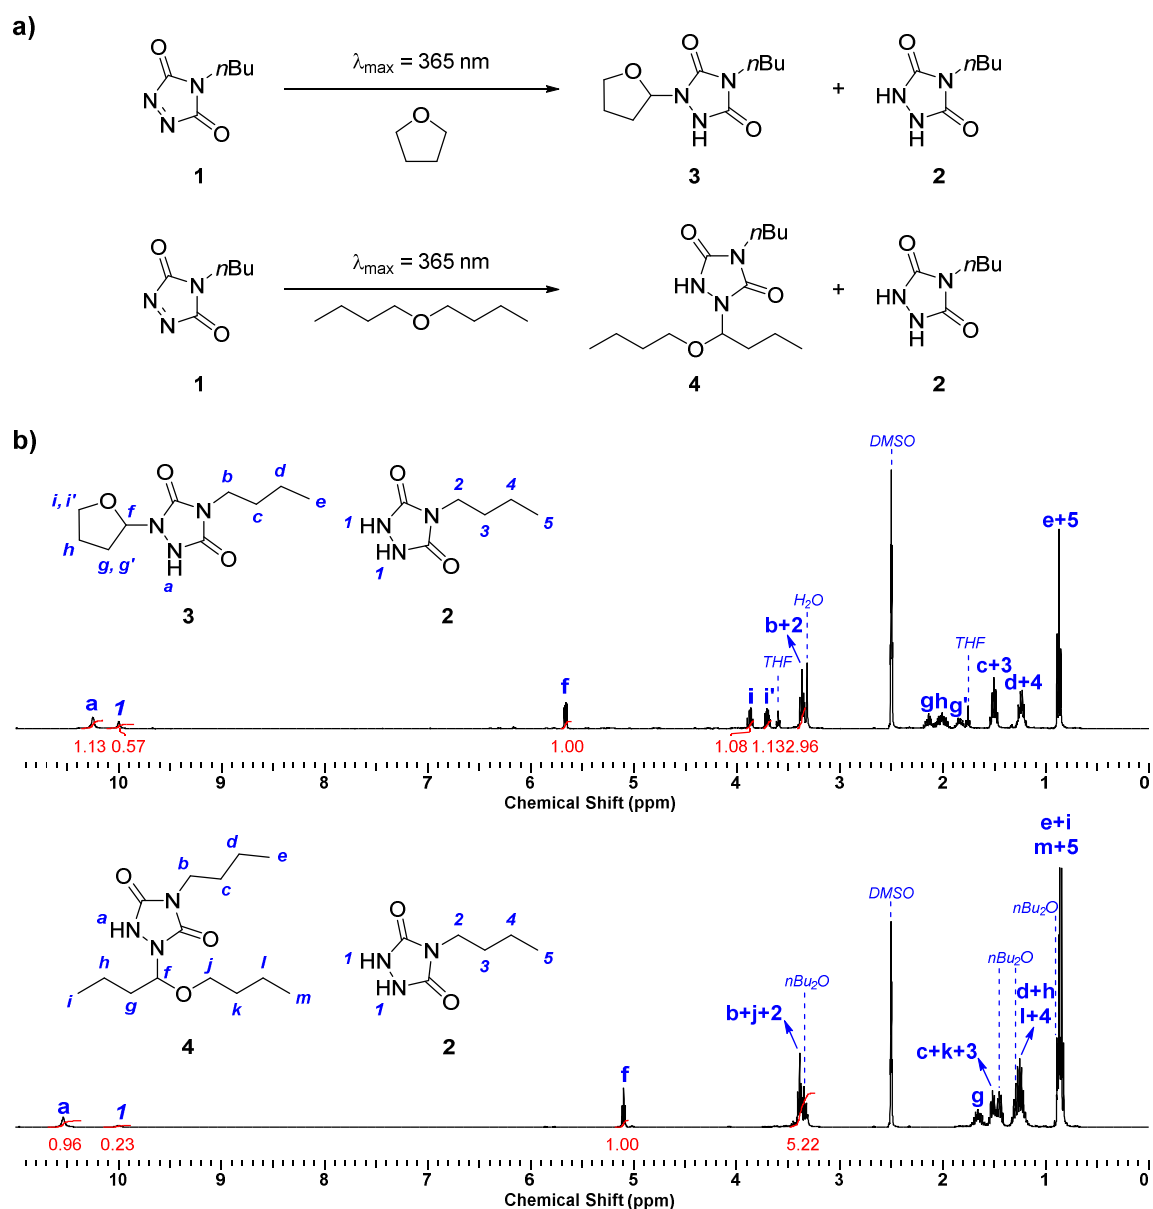 a)
O
N
nBu
N
N
O
1
λmax = 365 nm
O
O
O
N
N
nBu
N
H
O
3
+
O
HN
N
nBu
N
H
O
2
O
N
nBu
N
N
O
1
λmax = 365 nm
O
O
N
nBu
HN
N
O
O
4
+
O
HN
N
nBu
N
H
O
2
b)
i, i'
O
f
h
g, g'
O
N
N
N
H
O
a
b
c
d
e
3
O
1
HN
N
N
H
1
O
2
3
4
5
2
DMSO
e+5
H2O
b+2
THF
THF
a
1
f
i
i'
g
h
g'
c+3
d+4
1.13
0.57
1.00
1.08
1.13
2.96
10
9
8
7
6
5
4
3
2
1
0
Chemical Shift (ppm)
O
a
HN
N
N
O
b
c
d
e
h
i
g
f
O
j
k
l
m
4
O
1
HN
N
N
H
1
O
2
3
4
5
2
e+i
m+5
DMSO
nBu2O
nBu2O
nBu2O
b+j+2
d+h
l+4
c+k+3
a
1
f
g
0.96
0.23
1.00
5.22
10
9
8
7
6
5
4
3
2
1
0
Chemical Shift (ppm)